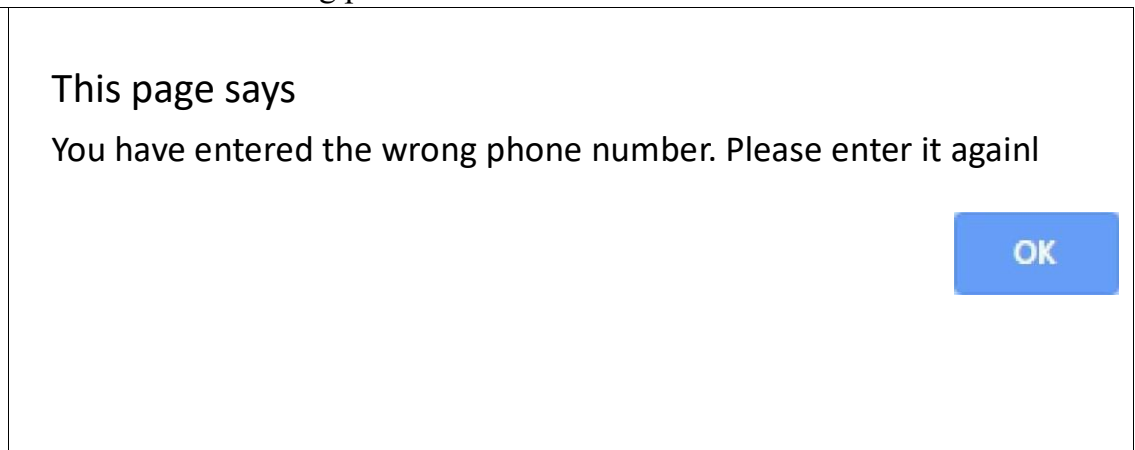 This page says
You have entered the wrong phone number. Please enter it againl
OK